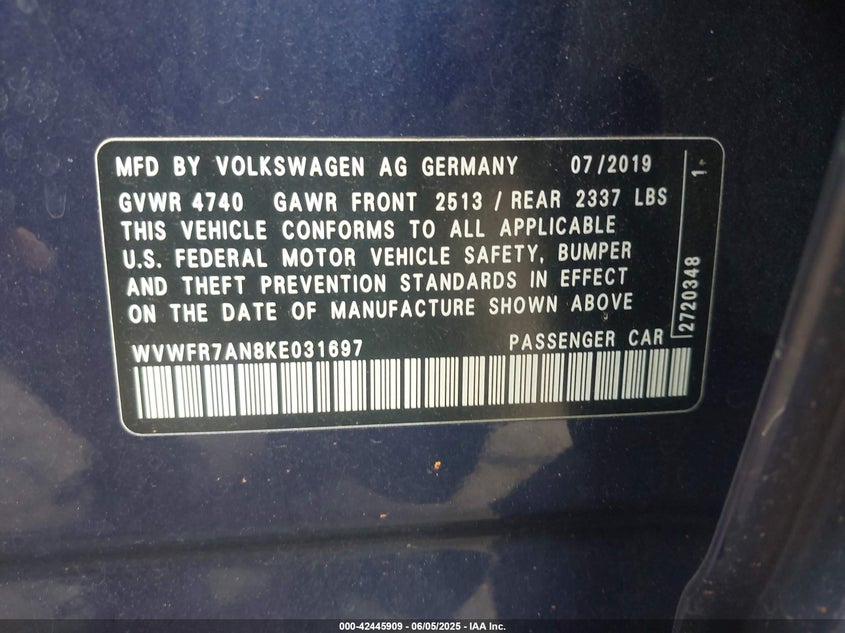 MFD BY VOLKSWAGEN AG GERMANY 07/2019
GVWR 4740 GAWR FRONT 2513 / REAR 2337 LBS
THIS VEHICLE CONFORMS TO ALL APPLICABLE
U.S. FEDERAL MOTOR VEHICLE SAFETY, BUMPER
AND THEFT PREVENTION STANDARDS IN EFFECT
ON THE DATE OF MANUFACTURE SHOWN ABOVE
WVWFR7AN8KE031697 PASSENGER CAR
2720348 1
000-42445909 - 06/05/2025 - IAA Inc.